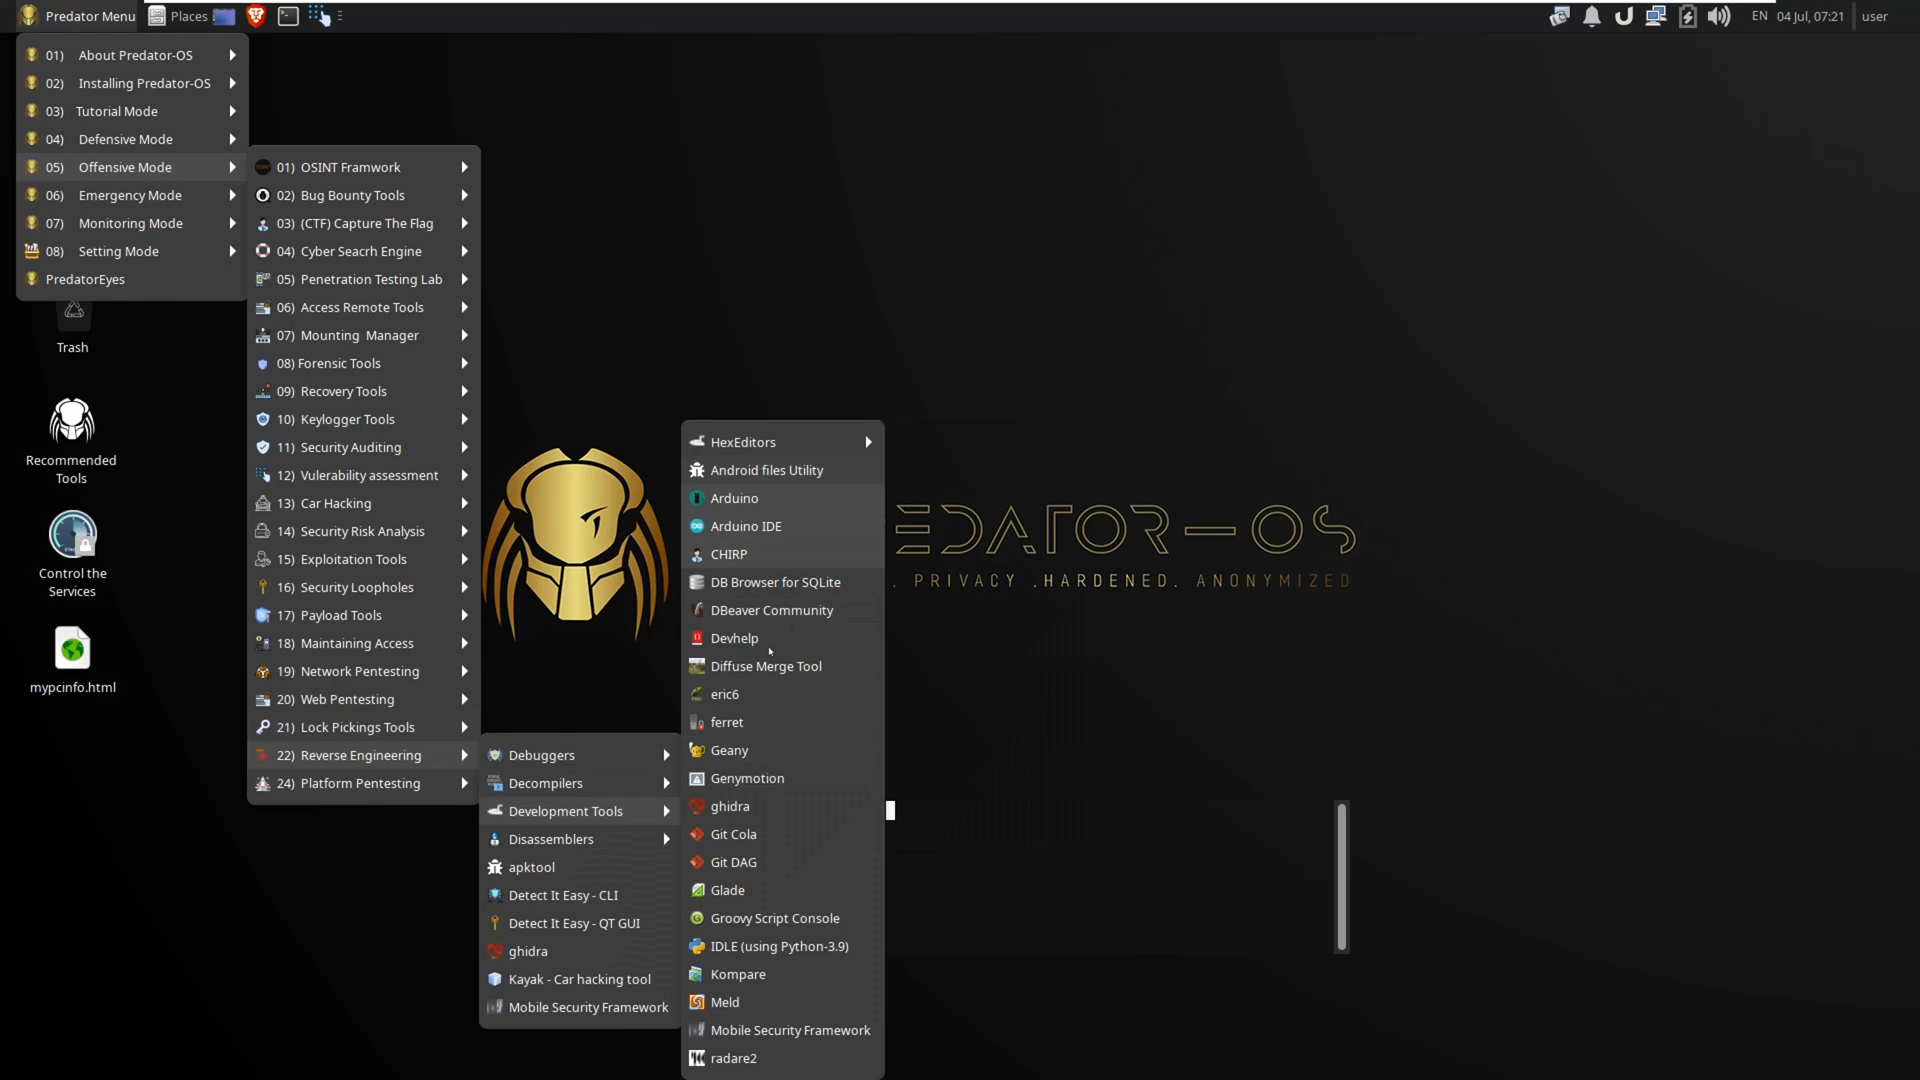 Predator Menu
Places
EN
04 Jul, 07:21
user
01) About Predator-OS
02) Installing Predator-OS
03) Tutorial Mode
04) Defensive Mode
05) Offensive Mode
06) Emergency Mode
07) Monitoring Mode
08) Setting Mode
PredatorEyes
Trash
Recommended
Tools
Control the
Services
mypcinfo.html
01) OSINT Framwork
02) Bug Bounty Tools
03) (CTF) Capture The Flag
04) Cyber Seacrh Engine
05) Penetration Testing Lab
06) Access Remote Tools
07) Mounting Manager
08) Forensic Tools
09) Recovery Tools
10) Keylogger Tools
11) Security Auditing
12) Vulerability assessment
13) Car Hacking
14) Security Risk Analysis
15) Exploitation Tools
16) Security Loopholes
17) Payload Tools
18) Maintaining Access
19) Network Pentesting
20) Web Pentesting
21) Lock Pickings Tools
22) Reverse Engineering
24) Platform Pentesting
Debuggers
Decompilers
Development Tools
Disassemblers
apktool
Detect It Easy - CLI
Detect It Easy - QT GUI
ghidra
Kayak - Car hacking tool
Mobile Security Framework
HexEditors
Android files Utility
Arduino
Arduino IDE
CHIRP
DB Browser for SQLite
DBeaver Community
Devhelp
Diffuse Merge Tool
eric6
ferret
Geany
Genymotion
ghidra
Git Cola
Git DAG
Glade
Groovy Script Console
IDLE (using Python-3.9)
Kompare
Meld
Mobile Security Framework
radare2
EDATOR-OS
. PRIVACY .HARDENED. ANONYMIZED